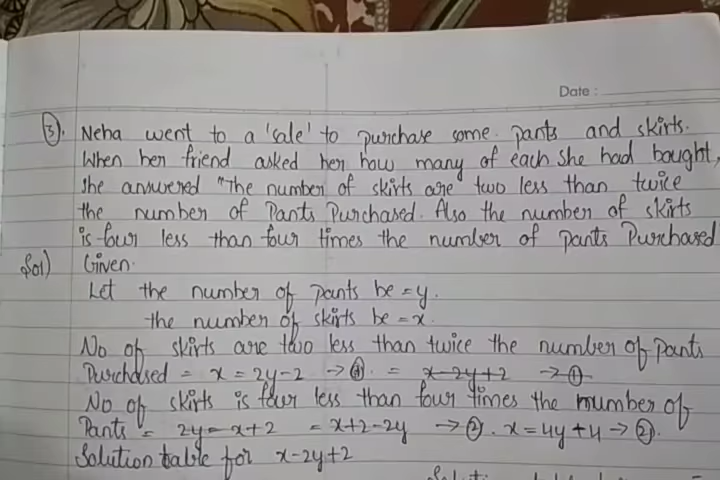 Date :
(3). Neha went to a 'sale' to purchase some pants and skirts.
When her friend asked her how many of each she had bought,
she answered "The number of skirts are two less than twice
the number of Pants Purchased. Also the number of skirts
is four less than four times the number of pants Purchased
Sol) Given.
Let the number of pants be = y.
the number of skirts be = x.
No of skirts are two less than twice the number of pants
Purchased = x = 2y - 2 → ①. = x - 2y + 2 → ①
No of skirts is four less than four times the number of
Pants = 2y = x + 2 = x + 2 - 2y → ②. x = 4y + 4 → ②.
Solution table for x - 2y + 2